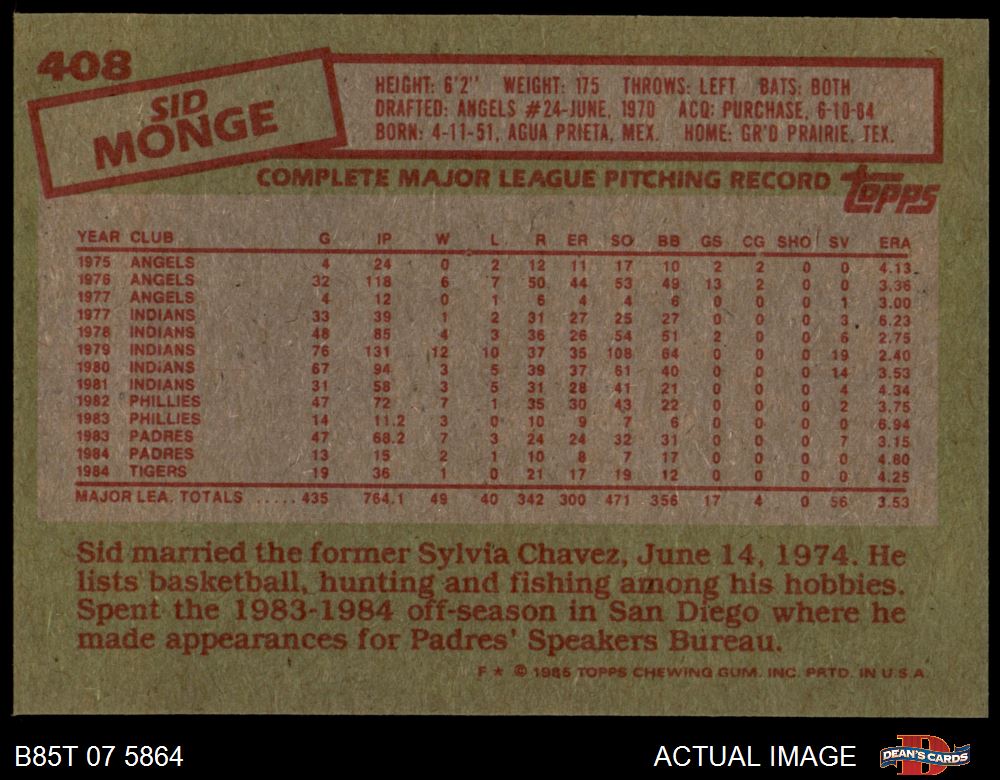 408
SID
MONGE
HEIGHT: 6'2" WEIGHT: 175 THROWS: LEFT BATS: BOTH
DRAFTED: ANGELS #24-JUNE, 1970 ACQ: PURCHASE, 6-10-84
BORN: 4-11-51, AGUA PRIETA, MEX. HOME: GR'D PRAIRIE, TEX.
COMPLETE MAJOR LEAGUE PITCHING RECORD
TOPPS
YEAR CLUB G IP W L R ER SO BB GS CG SHO SV ERA
1975 ANGELS 4 24 0 2 12 11 17 10 2 2 0 0 4.13
1976 ANGELS 32 118 6 7 50 44 53 49 13 2 0 0 3.36
1977 ANGELS 4 12 0 1 6 4 4 6 0 0 0 1 3.00
1977 INDIANS 33 39 1 2 31 27 25 27 0 0 0 3 6.23
1978 INDIANS 48 85 4 3 36 26 54 51 2 0 0 6 2.75
1979 INDIANS 76 131 12 10 37 35 108 64 0 0 0 19 2.40
1980 INDIANS 67 94 3 5 39 37 61 40 0 0 0 14 3.53
1981 INDIANS 31 58 3 5 31 28 41 21 0 0 0 4 4.34
1982 PHILLIES 47 72 7 1 35 30 43 22 0 0 0 2 3.75
1983 PHILLIES 14 11.2 3 0 10 9 7 6 0 0 0 0 6.94
1983 PADRES 47 68.2 7 3 24 24 32 31 0 0 0 7 3.15
1984 PADRES 13 15 2 1 10 8 7 17 0 0 0 0 4.80
1984 TIGERS 19 36 1 0 21 17 19 12 0 0 0 0 4.25
MAJOR LEA. TOTALS ..... 435 764.1 49 40 342 300 471 356 17 4 0 56 3.53
Sid married the former Sylvia Chavez, June 14, 1974. He
lists basketball, hunting and fishing among his hobbies.
Spent the 1983-1984 off-season in San Diego where he
made appearances for Padres' Speakers Bureau.
F ★ © 1985 TOPPS CHEWING GUM. INC. PRTD. IN U.S.A.
B85T 07 5864
ACTUAL IMAGE
DEAN'S CARDS